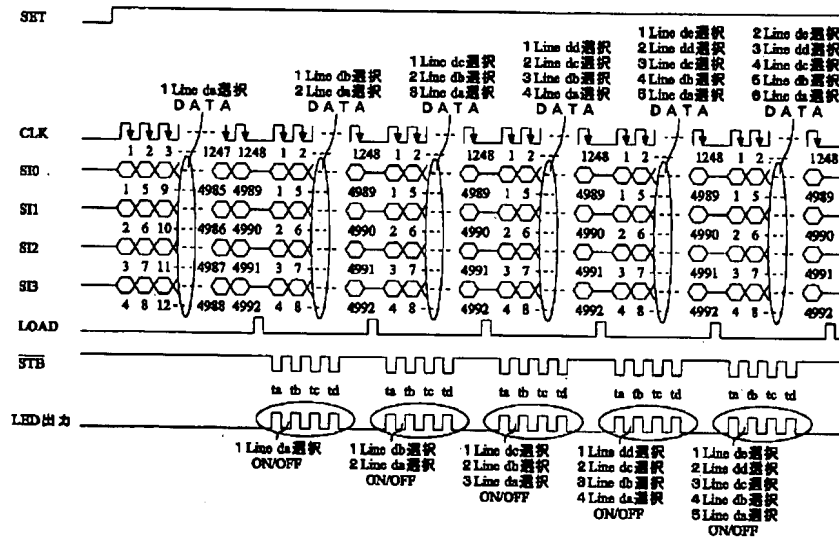 SET
1 Line da選択
D A T A
1 Line db選択
2 Line da選択
D A T A
1 Line dc選択
2 Line db選択
3 Line da選択
D A T A
1 Line dd選択
2 Line dc選択
3 Line db選択
4 Line da選択
D A T A
1 Line de選択
2 Line dd選択
3 Line dc選択
4 Line db選択
5 Line da選択
D A T A
2 Line de選択
3 Line dd選択
4 Line dc選択
5 Line db選択
6 Line da選択
D A T A
CLK
1 2 3 1247 1248 1 2 1248 1 2 1248 1 2 1248 1 2 1248 1 2 1248
SI0
1 5 9 4985 4989 1 5 4989 1 5 4989 1 5 4989 1 5 4989 1 5 4989
SI1
2 6 10 4986 4990 2 6 4990 2 6 4990 2 6 4990 2 6 4990 2 6 4990
SI2
3 7 11 4987 4991 3 7 4991 3 7 4991 3 7 4991 3 7 4991 3 7 4991
SI3
4 8 12 4988 4992 4 8 4992 4 8 4992 4 8 4992 4 8 4992 4 8 4992
LOAD
STB
ta tb tc td ta tb tc td ta tb tc td ta tb tc td ta tb tc td
LED出力
1 Line da選択
ON/OFF
1 Line db選択
2 Line da選択
ON/OFF
1 Line dc選択
2 Line db選択
3 Line da選択
ON/OFF
1 Line dd選択
2 Line dc選択
3 Line db選択
4 Line da選択
ON/OFF
1 Line de選択
2 Line dd選択
3 Line dc選択
4 Line db選択
5 Line da選択
ON/OFF